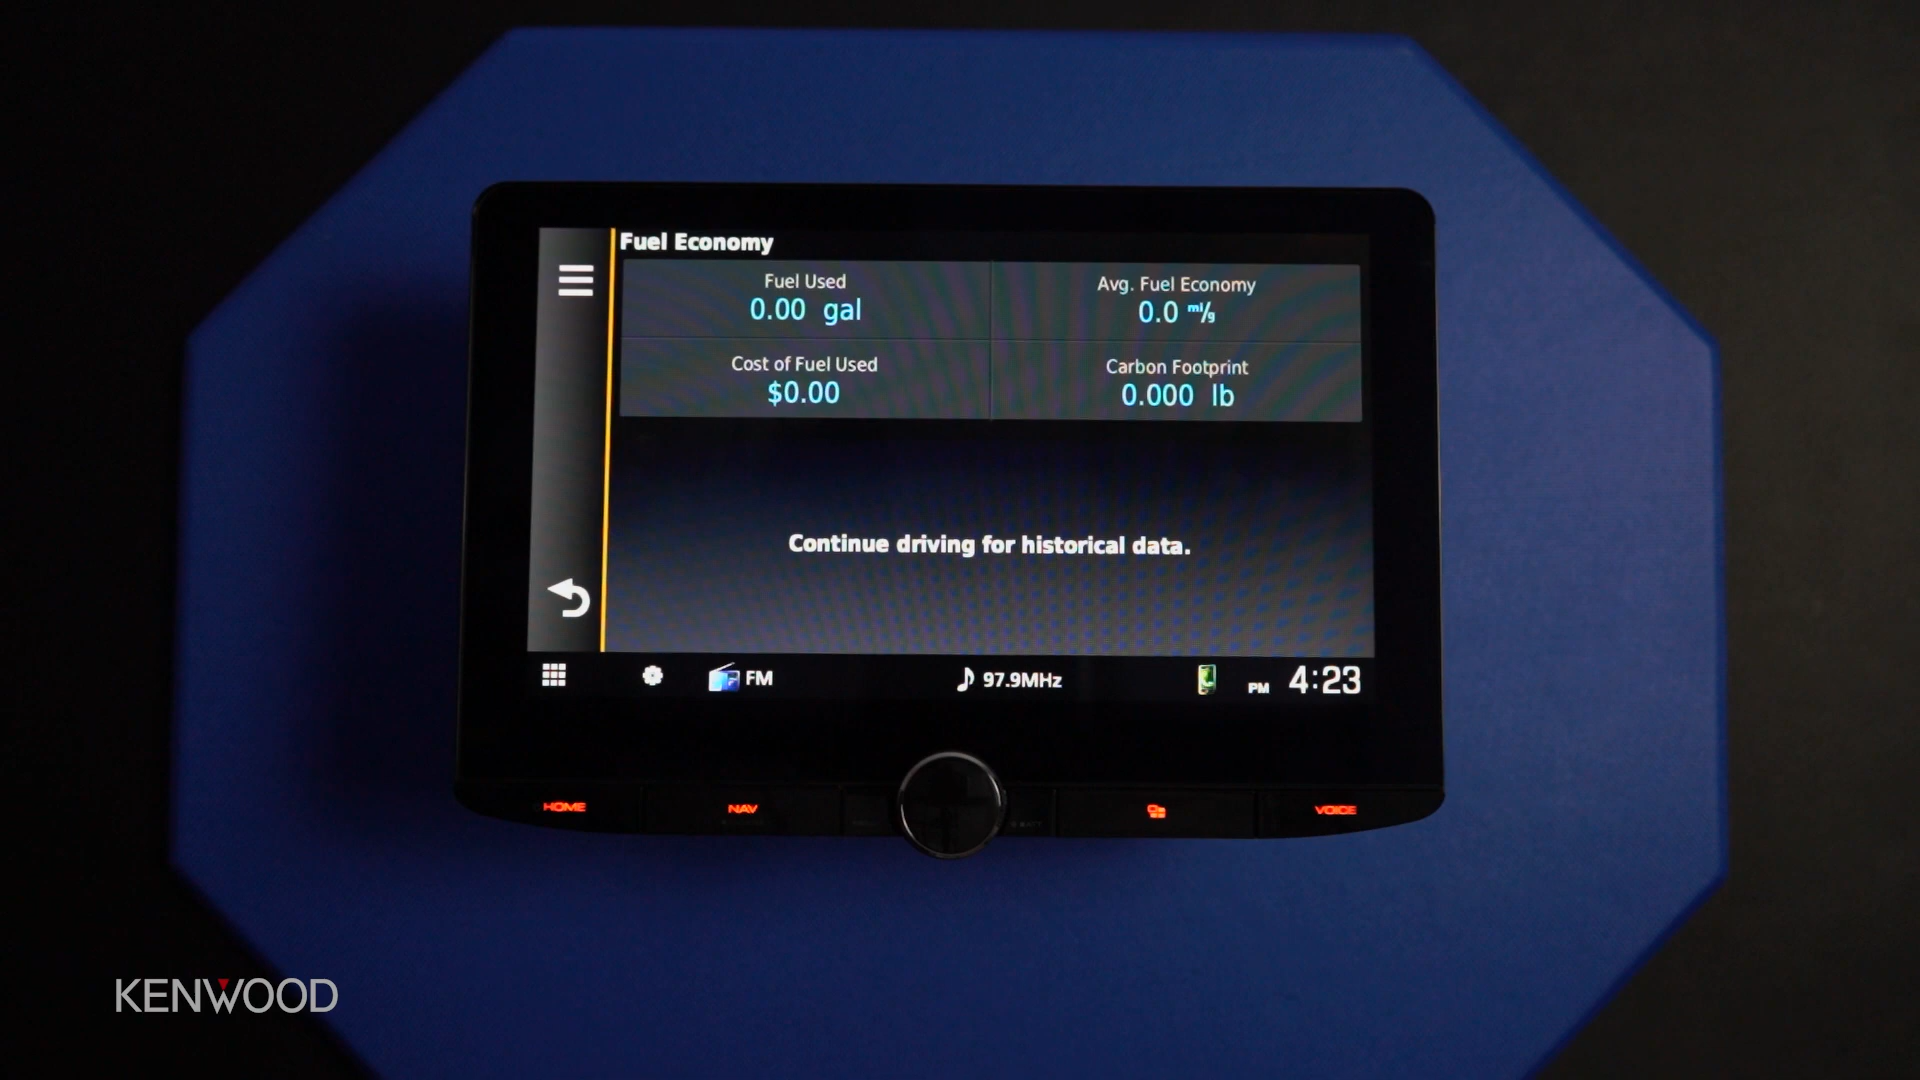 Fuel Economy
Fuel Used
0.00 gal
Avg. Fuel Economy
0.0 mi/g
Cost of Fuel Used
$0.00
Carbon Footprint
0.000 lb
Continue driving for historical data.
FM
97.9MHz
PM 4:23
HOME
NAV
VOICE
KENWOOD